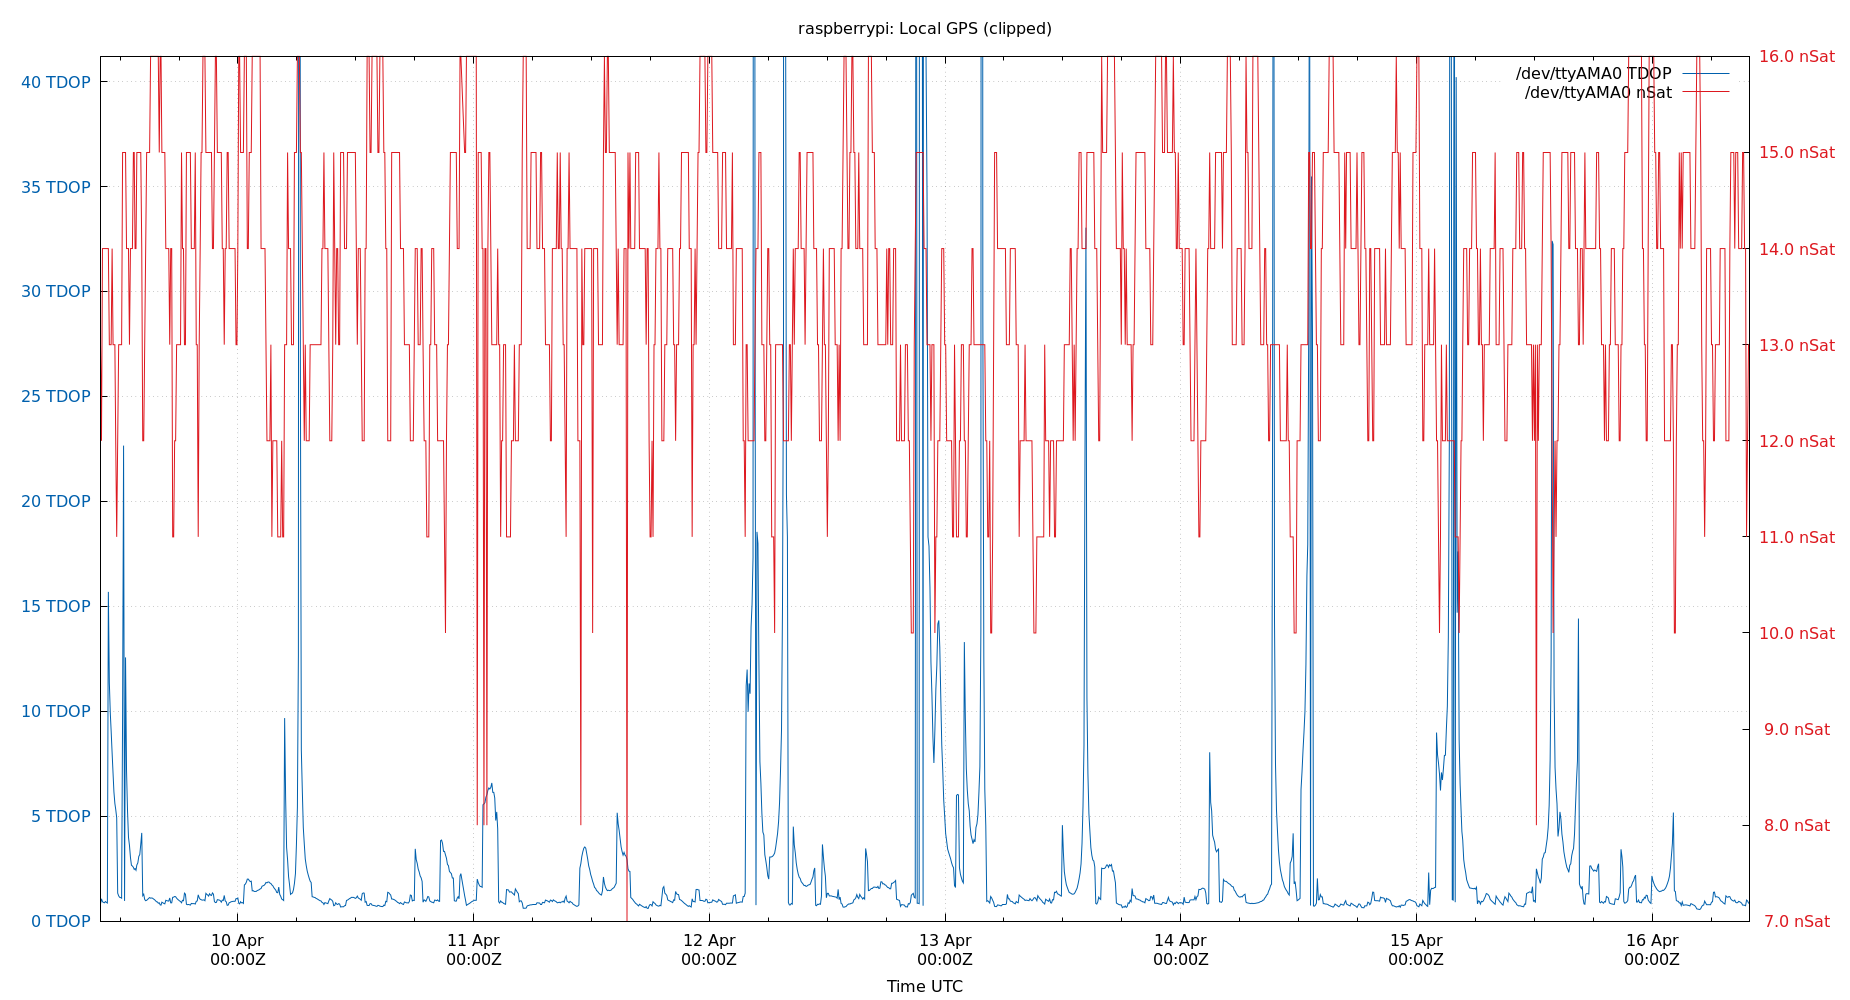 raspberrypi: Local GPS (clipped)
40 TDOP
35 TDOP
30 TDOP
25 TDOP
20 TDOP
15 TDOP
10 TDOP
5 TDOP
0 TDOP
16.0 nSat
15.0 nSat
14.0 nSat
13.0 nSat
12.0 nSat
11.0 nSat
10.0 nSat
9.0 nSat
8.0 nSat
7.0 nSat
/dev/ttyAMA0 TDOP
/dev/ttyAMA0 nSat
10 Apr 11 Apr 12 Apr 13 Apr 14 Apr 15 Apr 16 Apr
00:00Z 00:00Z 00:00Z 00:00Z 00:00Z 00:00Z 00:00Z
Time UTC